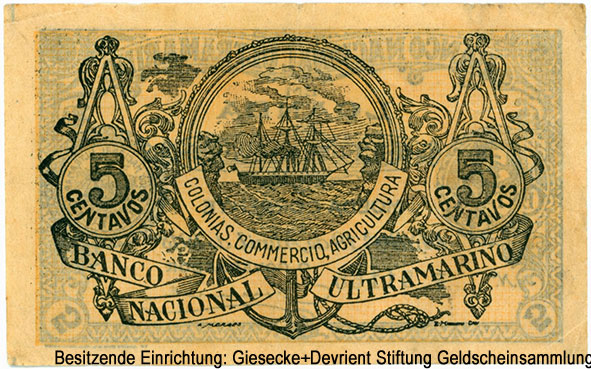 5
CENTAVOS
5
CENTAVOS
COLONIAS, COMMERCIO, AGRICULTURA
BANCO
NACIONAL
ULTRAMARINO
Besitzende Einrichtung: Giesecke+Devrient Stiftung Geldscheinsammlung